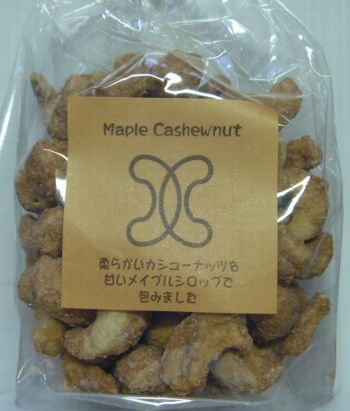 Maple Cashewnut
柔らかいカシューナッツを
甘いメイプルシロップで
包みました